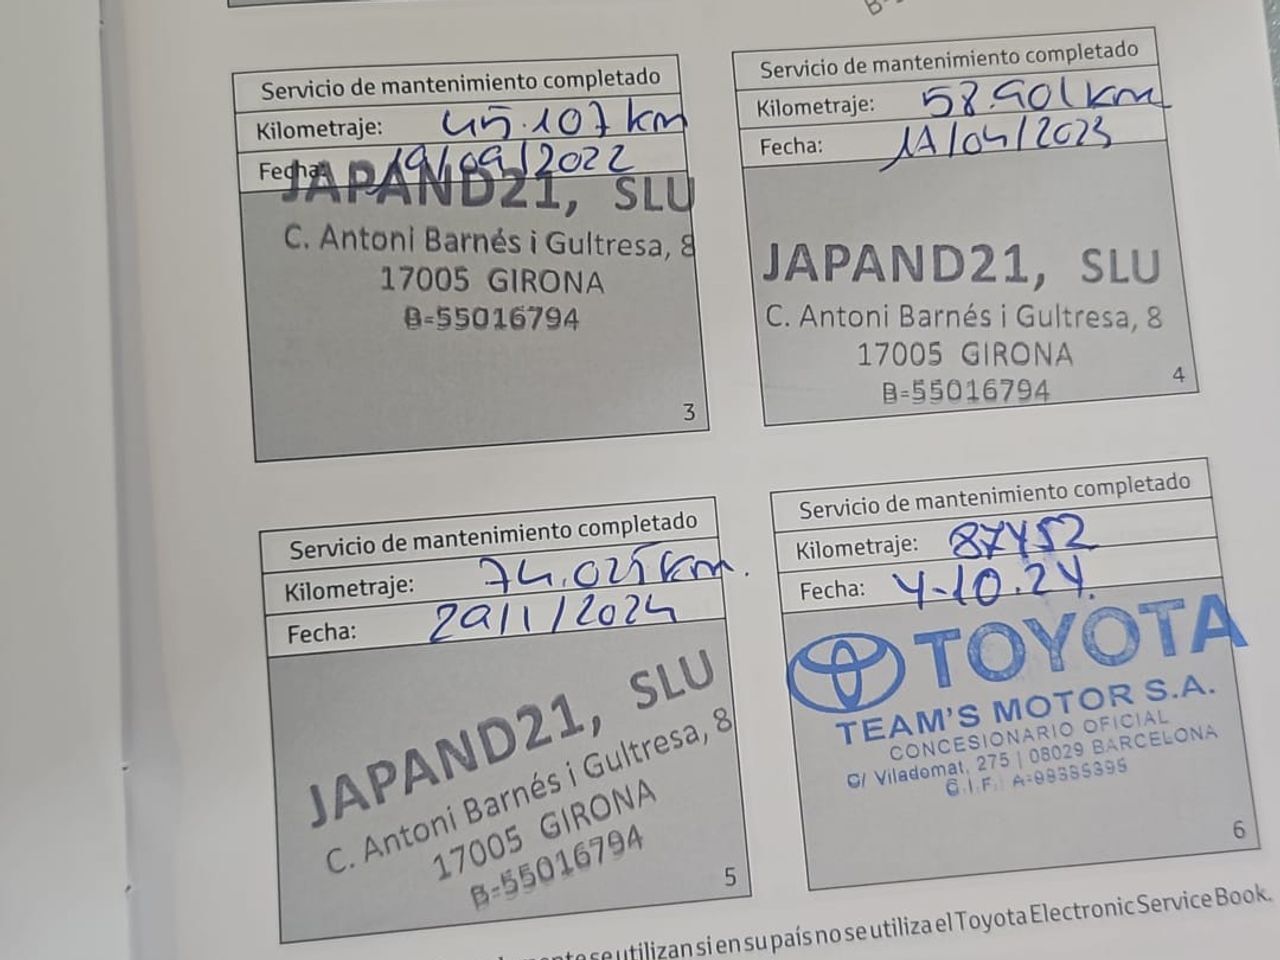 Servicio de mantenimiento completado
Kilometraje: 45.107 km
Fecha: 19/09/2022
JAPAND21, SLU
C. Antoni Barnés i Gultresa, 8
17005 GIRONA
B-55016794
3
Servicio de mantenimiento completado
Kilometraje: 58.901 km
Fecha: 11/04/2023
JAPAND21, SLU
C. Antoni Barnés i Gultresa, 8
17005 GIRONA
B-55016794
4
Servicio de mantenimiento completado
Kilometraje: 74.025 km.
Fecha: 29/1/2024
JAPAND21, SLU
C. Antoni Barnés i Gultresa, 8
17005 GIRONA
B-55016794
5
Servicio de mantenimiento completado
Kilometraje: 87452
Fecha: 4-10.24.
TOYOTA
TEAM'S MOTOR S.A.
CONCESIONARIO OFICIAL
C/ Viladomat, 275 | 08029 BARCELONA
C.I.F.
6
se utilizan si en su país no se utiliza el Toyota Electronic Service Book.